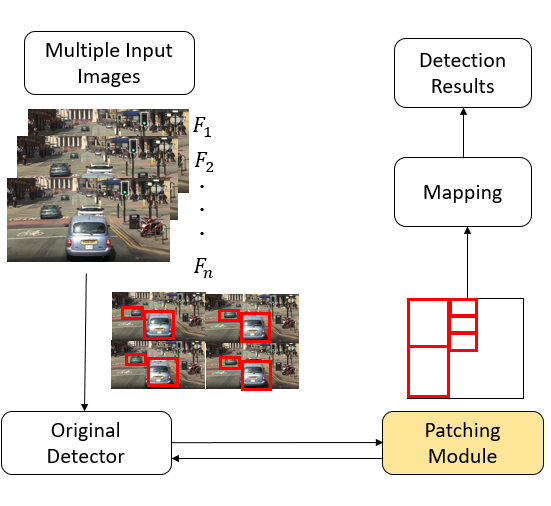 Multiple Input
Images
F1
F2
.
.
.
Fn
Detection
Results
Mapping
Original
Detector
Patching
Module